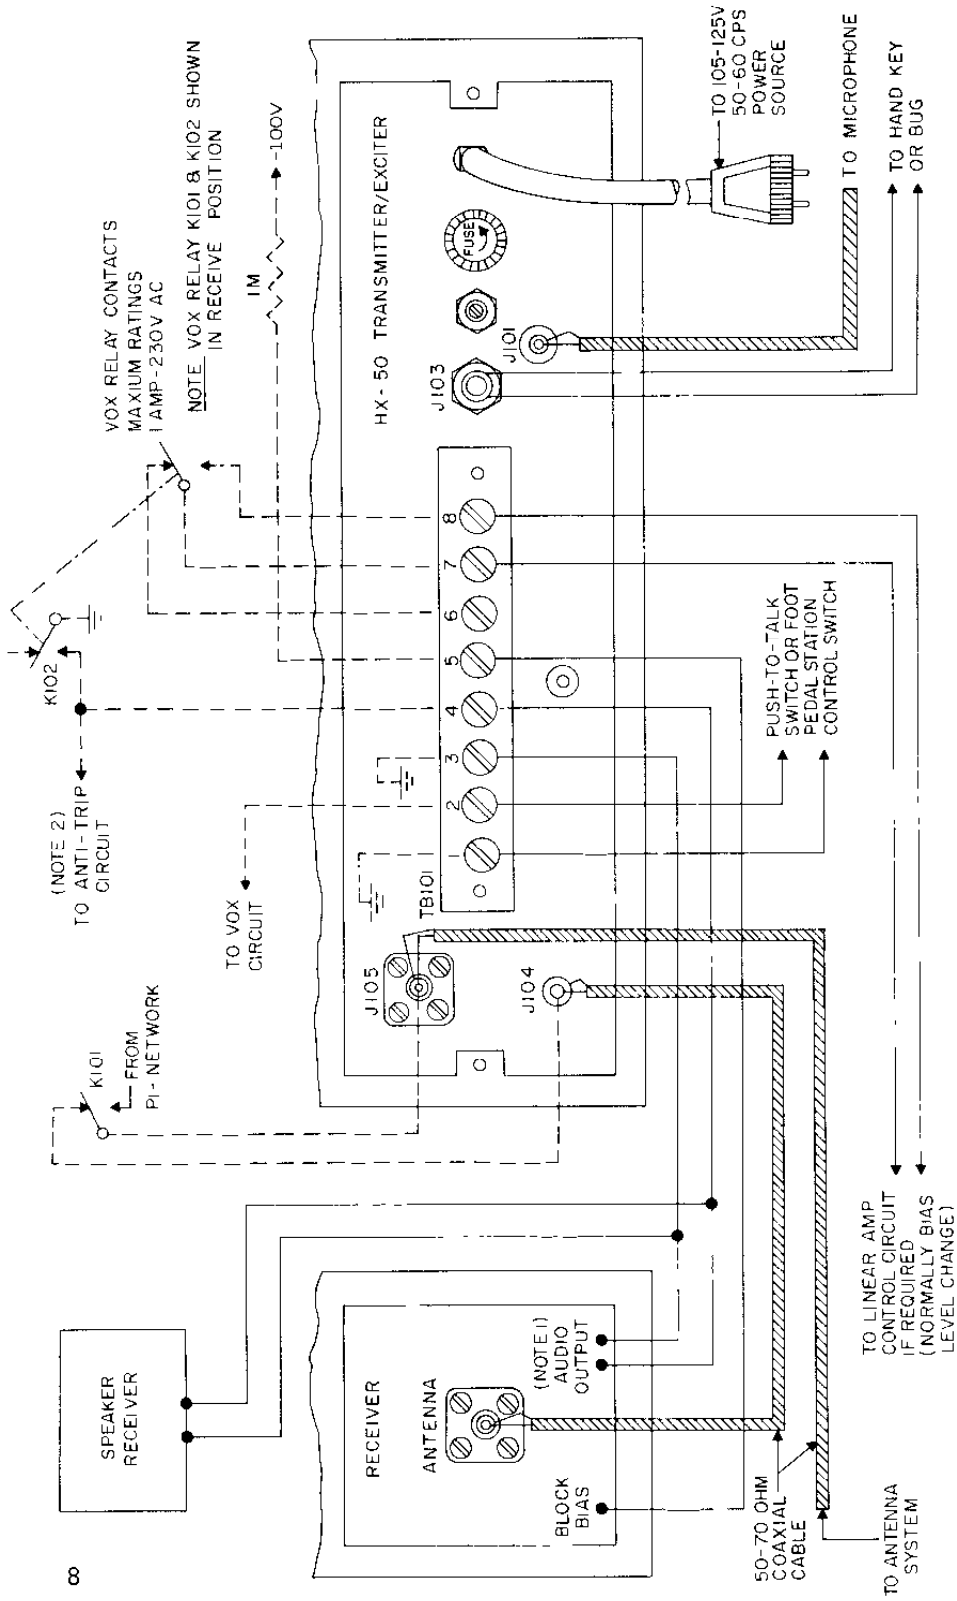 8
SPEAKER
RECEIVER
RECEIVER
ANTENNA
(NOTE 1)
AUDIO
OUTPUT
BLOCK
BIAS
50-70 OHM
COAXIAL
CABLE
TO ANTENNA
SYSTEM
K101
FROM
PI-NETWORK
(NOTE 2)
TO ANTI-TRIP
CIRCUIT
TO VOX
CIRCUIT
K102
VOX RELAY CONTACTS
MAXIUM RATINGS
1 AMP-230V AC
NOTE VOX RELAY K101 & K102 SHOWN
IN RECEIVE POSITION
1M
-100V
HX-50 TRANSMITTER/EXCITER
J105
TB101
J104
2
3
4
5
6
7
8
J103
J101
FUSE
TO 105-125V
50-60 CPS
POWER
SOURCE
TO MICROPHONE
TO HAND KEY
OR BUG
PUSH-TO-TALK
SWITCH OR FOOT
PEDAL STATION
CONTROL SWITCH
TO LINEAR AMP
CONTROL CIRCUIT
IF REQUIRED
(NORMALLY BIAS
LEVEL CHANGE)